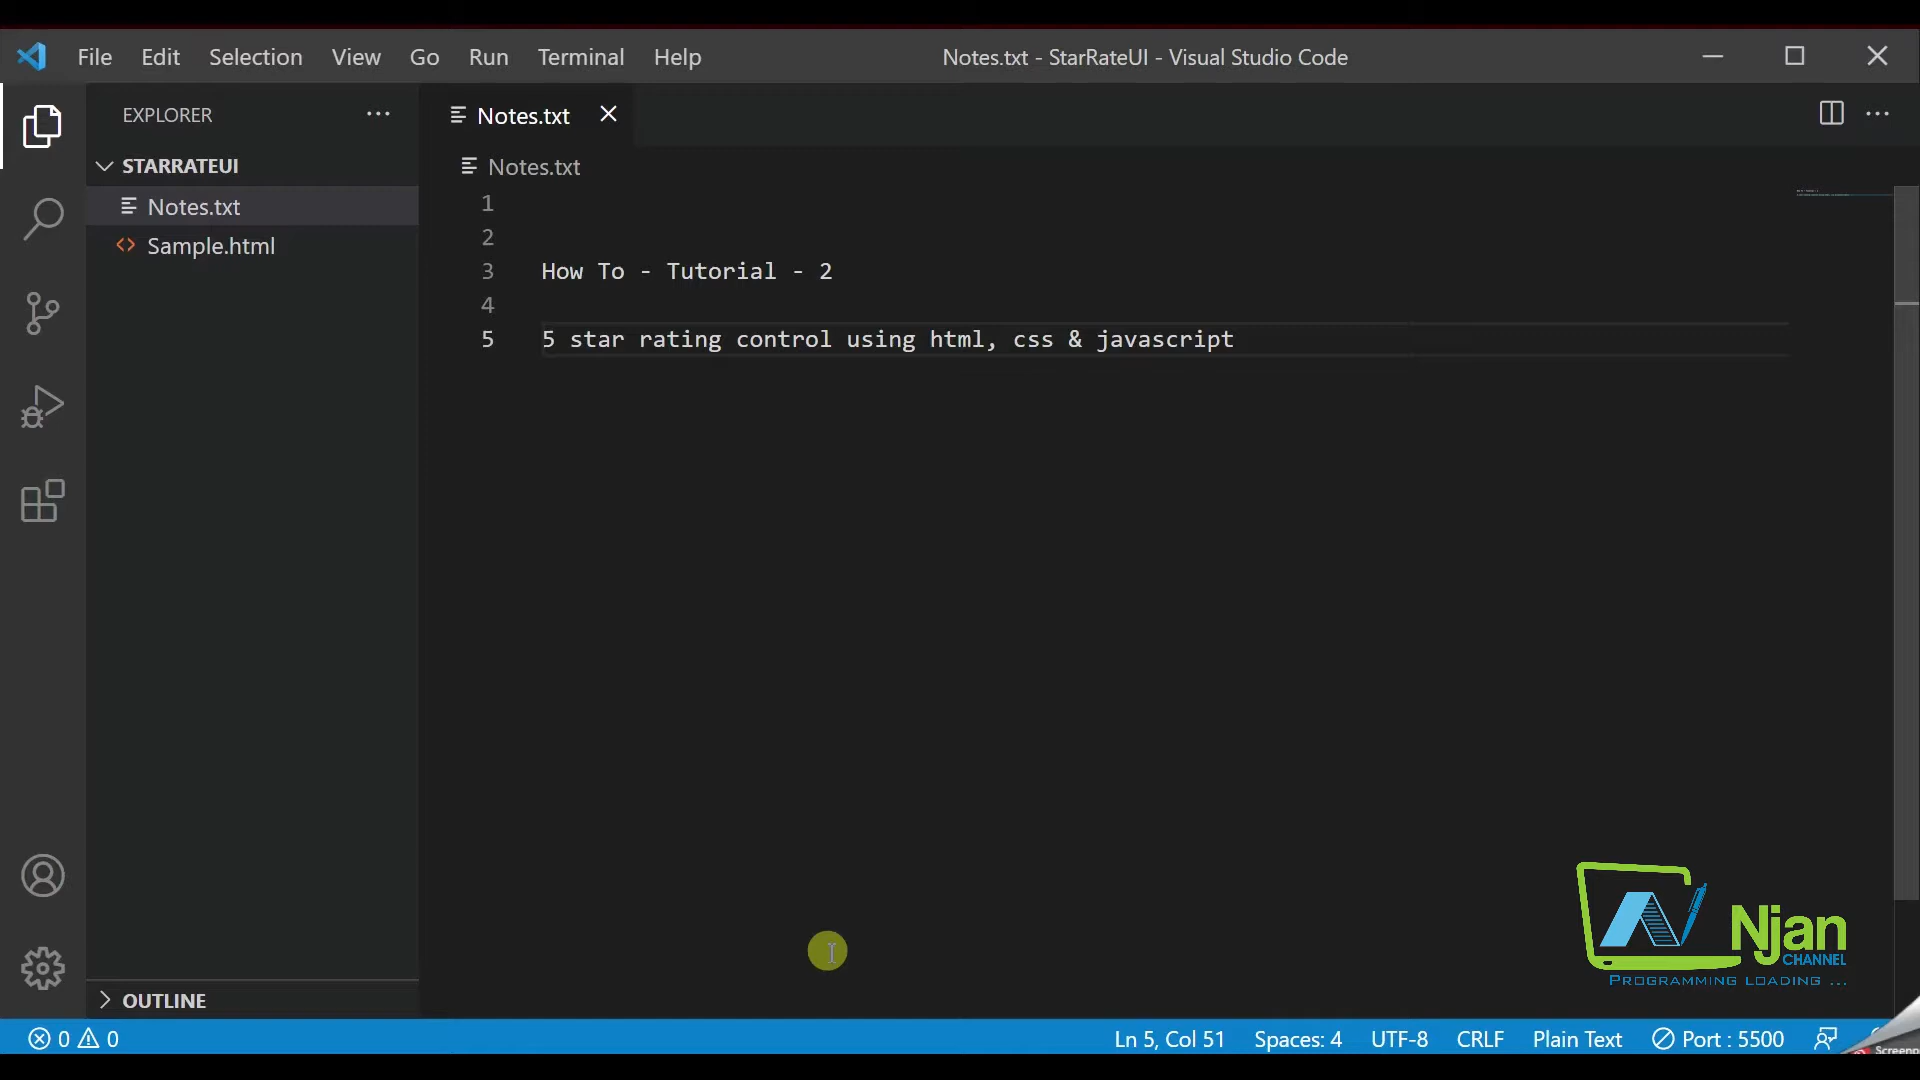 File Edit Selection View Go Run Terminal Help Notes.txt - StarRateUI - Visual Studio Code
EXPLORER
Notes.txt
STARRATEUI
Notes.txt
Notes.txt
Sample.html
1
2
3 How To - Tutorial - 2
4
5 5 star rating control using html, css & javascript
Njan
CHANNEL
PROGRAMMING LOADING ...
OUTLINE
0 0 Ln 5, Col 51 Spaces: 4 UTF-8 CRLF Plain Text Port : 5500